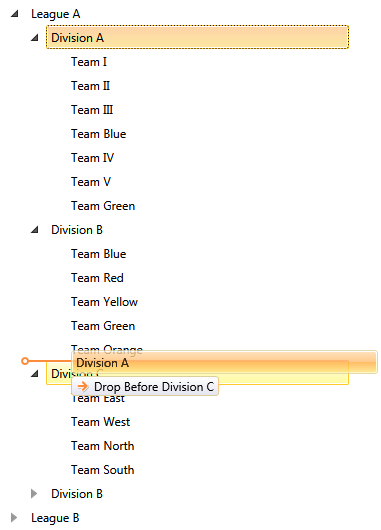 League A
Division A
Team I
Team II
Team III
Team Blue
Team IV
Team V
Team Green
Division B
Team Blue
Team Red
Team Yellow
Team Green
Team Orange
Division A
Division C
Drop Before Division C
Team East
Team West
Team North
Team South
Division B
League B